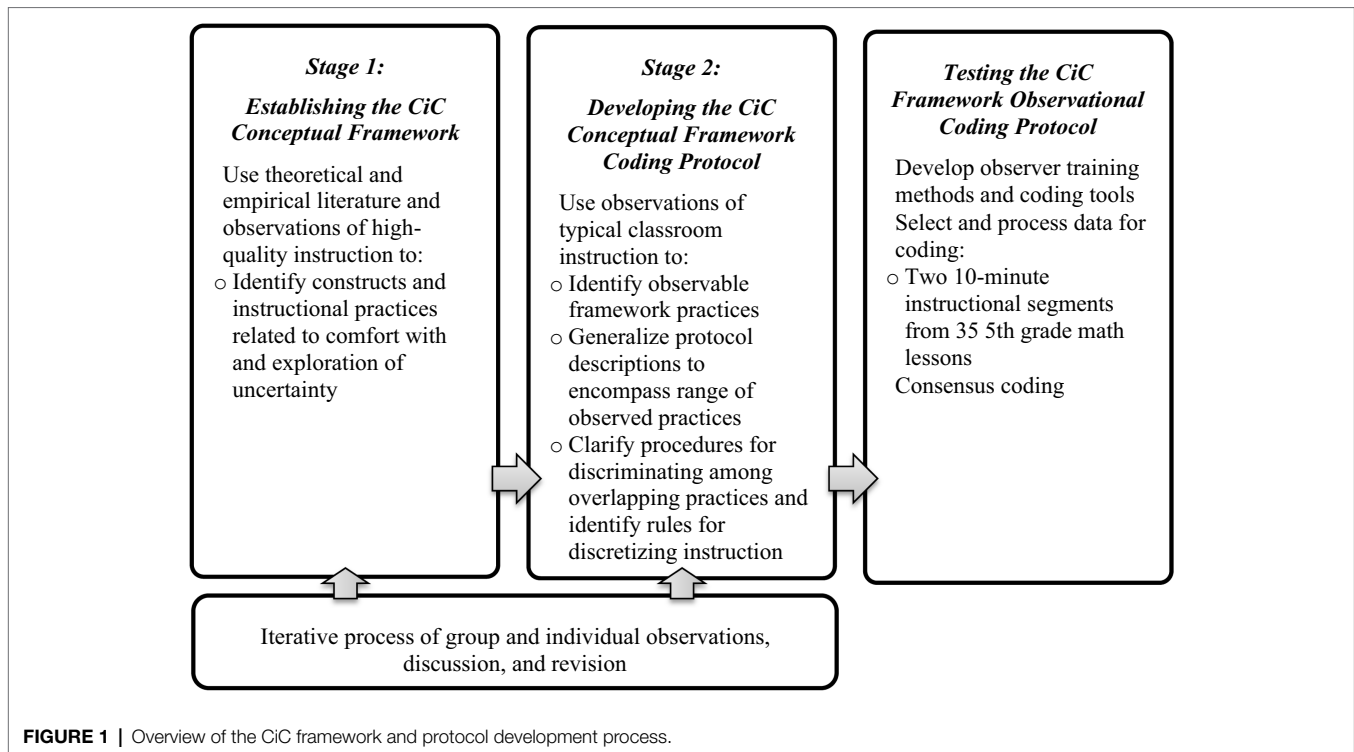 Stage 1:
Establishing the CiC
Conceptual Framework
Use theoretical and
empirical literature and
observations of high-
quality instruction to:
○ Identify constructs and
instructional practices
related to comfort with
and exploration of
uncertainty
Stage 2:
Developing the CiC
Conceptual Framework
Coding Protocol
Use observations of
typical classroom
instruction to:
○ Identify observable
framework practices
○ Generalize protocol
descriptions to
encompass range of
observed practices
○ Clarify procedures for
discriminating among
overlapping practices and
identify rules for
discretizing instruction
Testing the CiC
Framework Observational
Coding Protocol
Develop observer training
methods and coding tools
Select and process data for
coding:
○ Two 10-minute
instructional segments
from 35 5th grade math
lessons
Consensus coding
Iterative process of group and individual observations,
discussion, and revision
FIGURE 1 | Overview of the CiC framework and protocol development process.